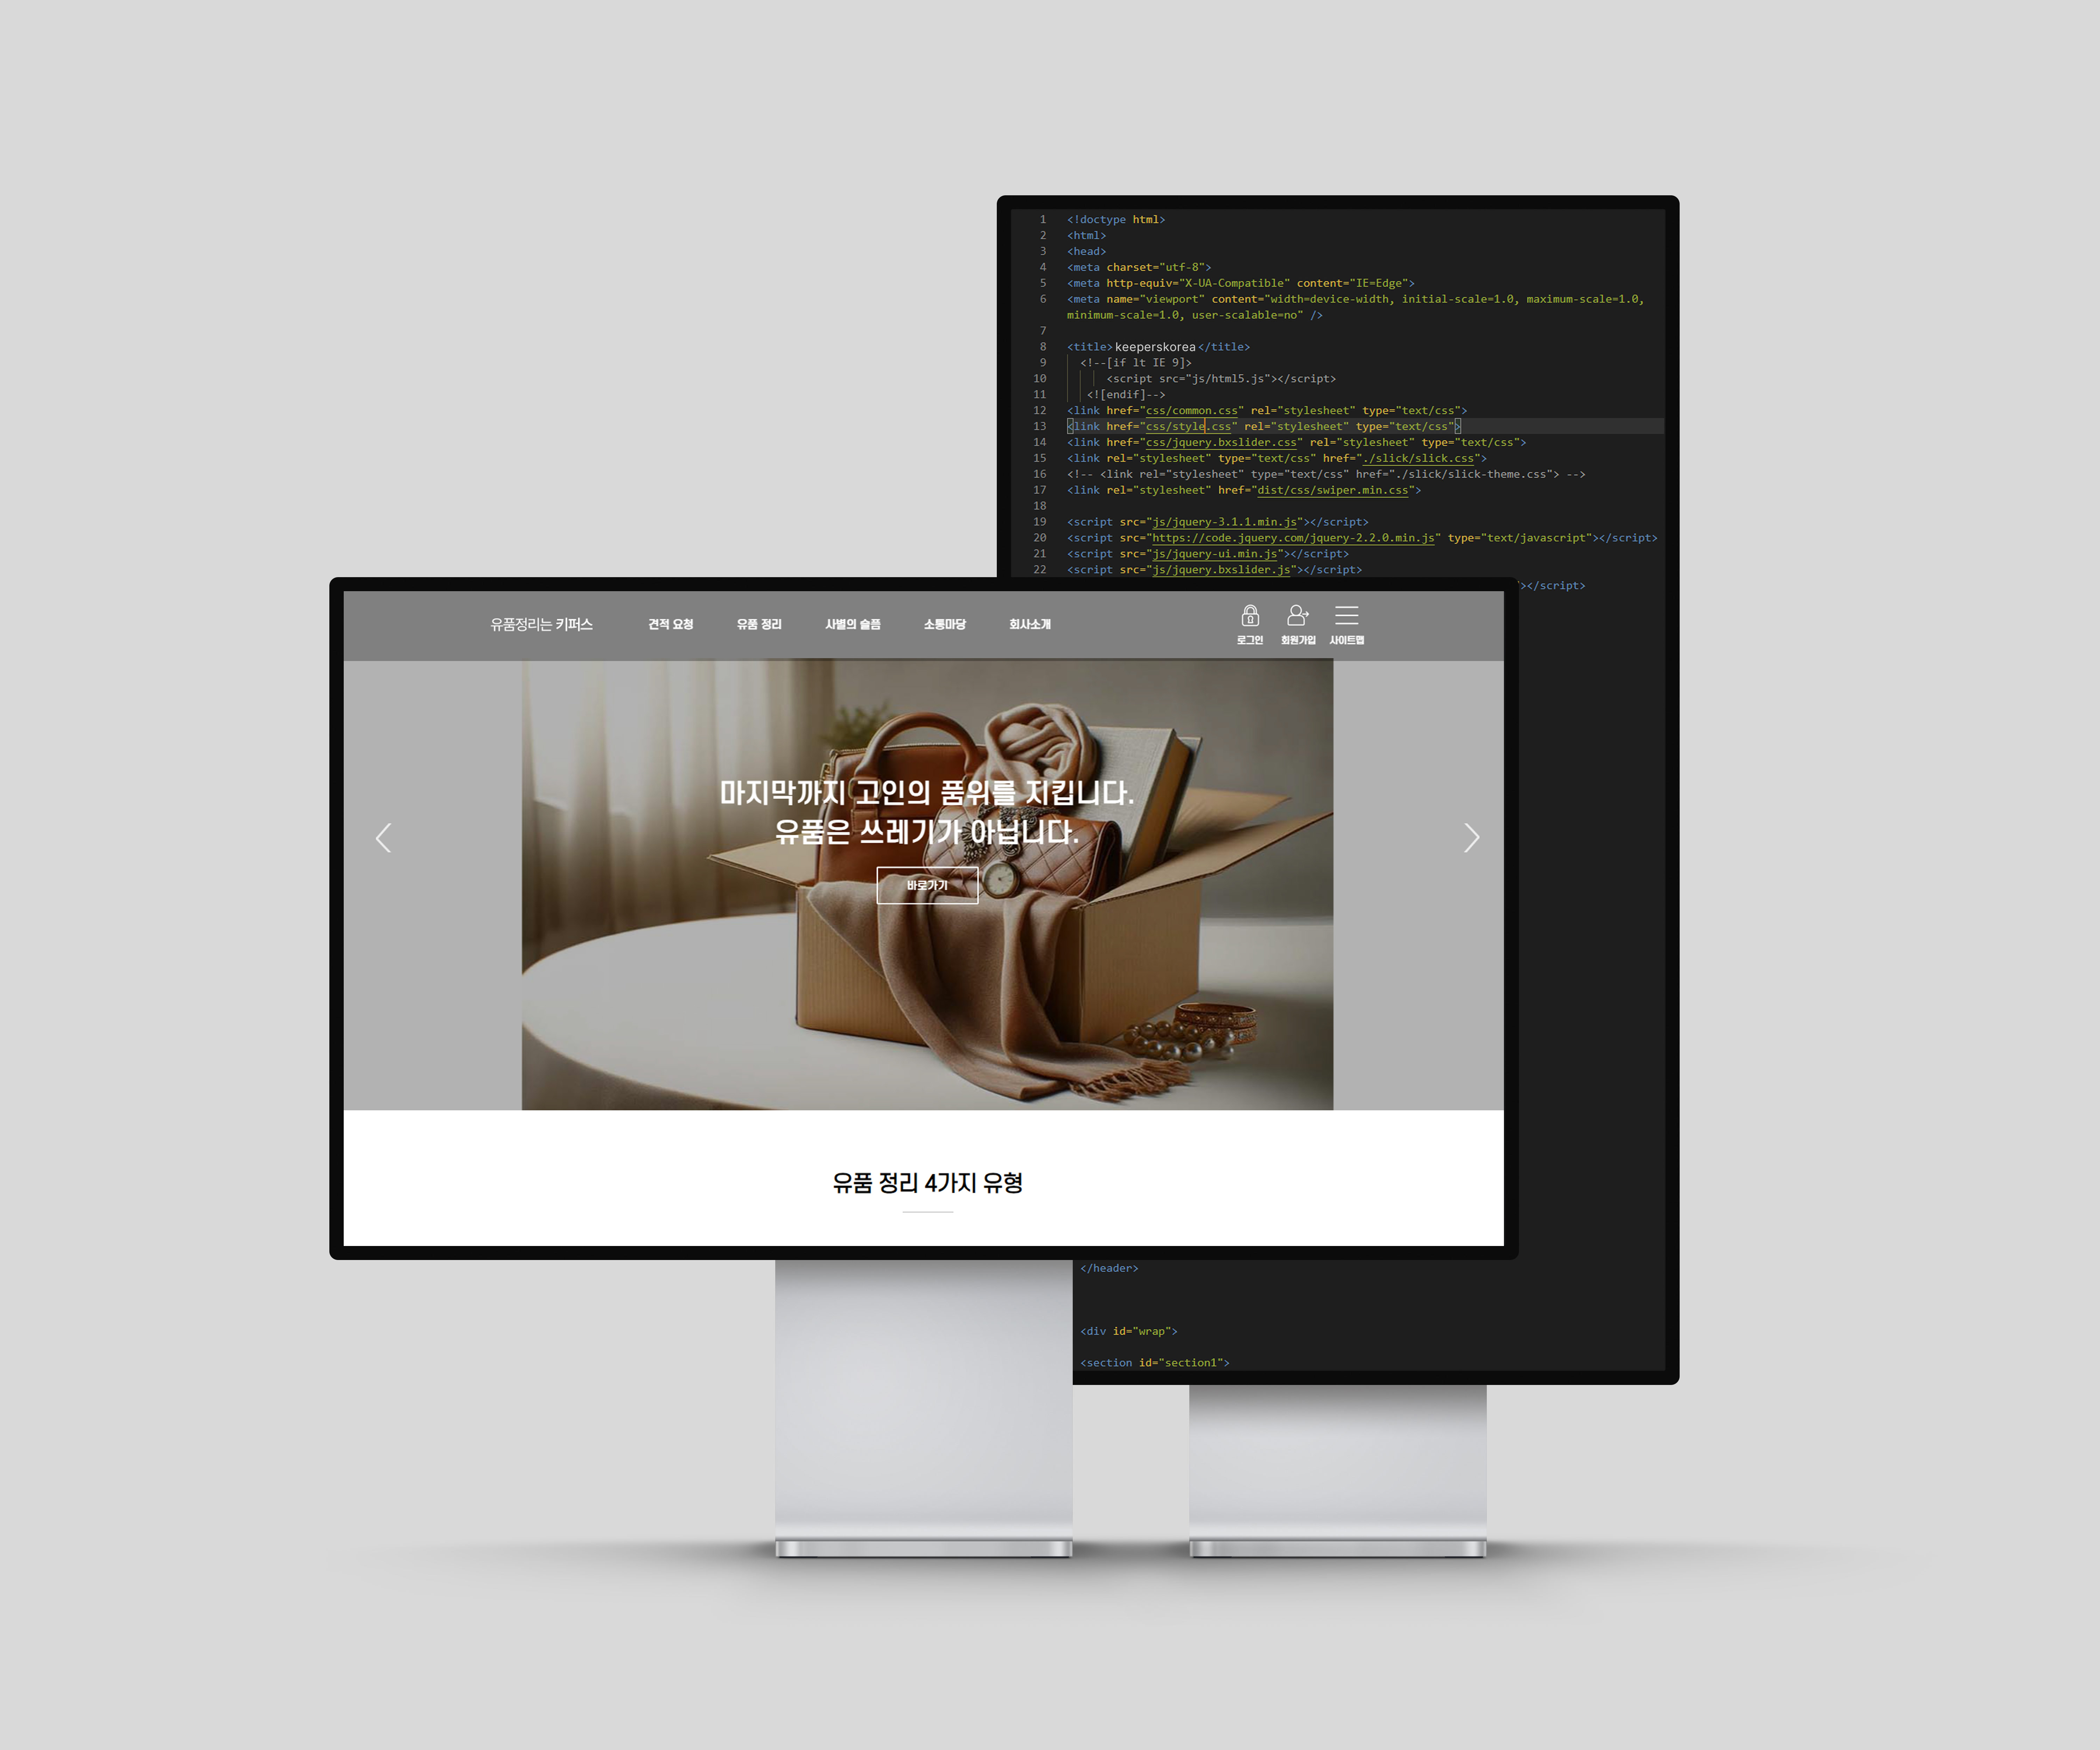 1 <!doctype html>
2 <html>
3 <head>
4 <meta charset="utf-8">
5 <meta http-equiv="X-UA-Compatible" content="IE=Edge">
6 <meta name="viewport" content="width=device-width, initial-scale=1.0, maximum-scale=1.0,
minimum-scale=1.0, user-scalable=no" />
7
8 <title>keeperskorea</title>
9 <!--[if lt IE 9]>
10 <script src="js/html5.js"></script>
11 <![endif]-->
12 <link href="css/common.css" rel="stylesheet" type="text/css">
13 <link href="css/style.css" rel="stylesheet" type="text/css">
14 <link href="css/jquery.bxslider.css" rel="stylesheet" type="text/css">
15 <link rel="stylesheet" type="text/css" href="./slick/slick.css">
16 <!-- <link rel="stylesheet" type="text/css" href="./slick/slick-theme.css"> -->
17 <link rel="stylesheet" href="dist/css/swiper.min.css">
18
19 <script src="js/jquery-3.1.1.min.js"></script>
20 <script src="https://code.jquery.com/jquery-2.2.0.min.js" type="text/javascript"></script>
21 <script src="js/jquery-ui.min.js"></script>
22 <script src="js/jquery.bxslider.js"></script>
></script>
유품정리는 키퍼스 견적 요청 유품 정리 사별의 슬픔 소통마당 회사소개 로그인 회원가입 사이트맵
마지막까지 고인의 품위를 지킵니다.
유품은 쓰레기가 아닙니다.
바로가기
유품 정리 4가지 유형
</header>
<div id="wrap">
<section id="section1">